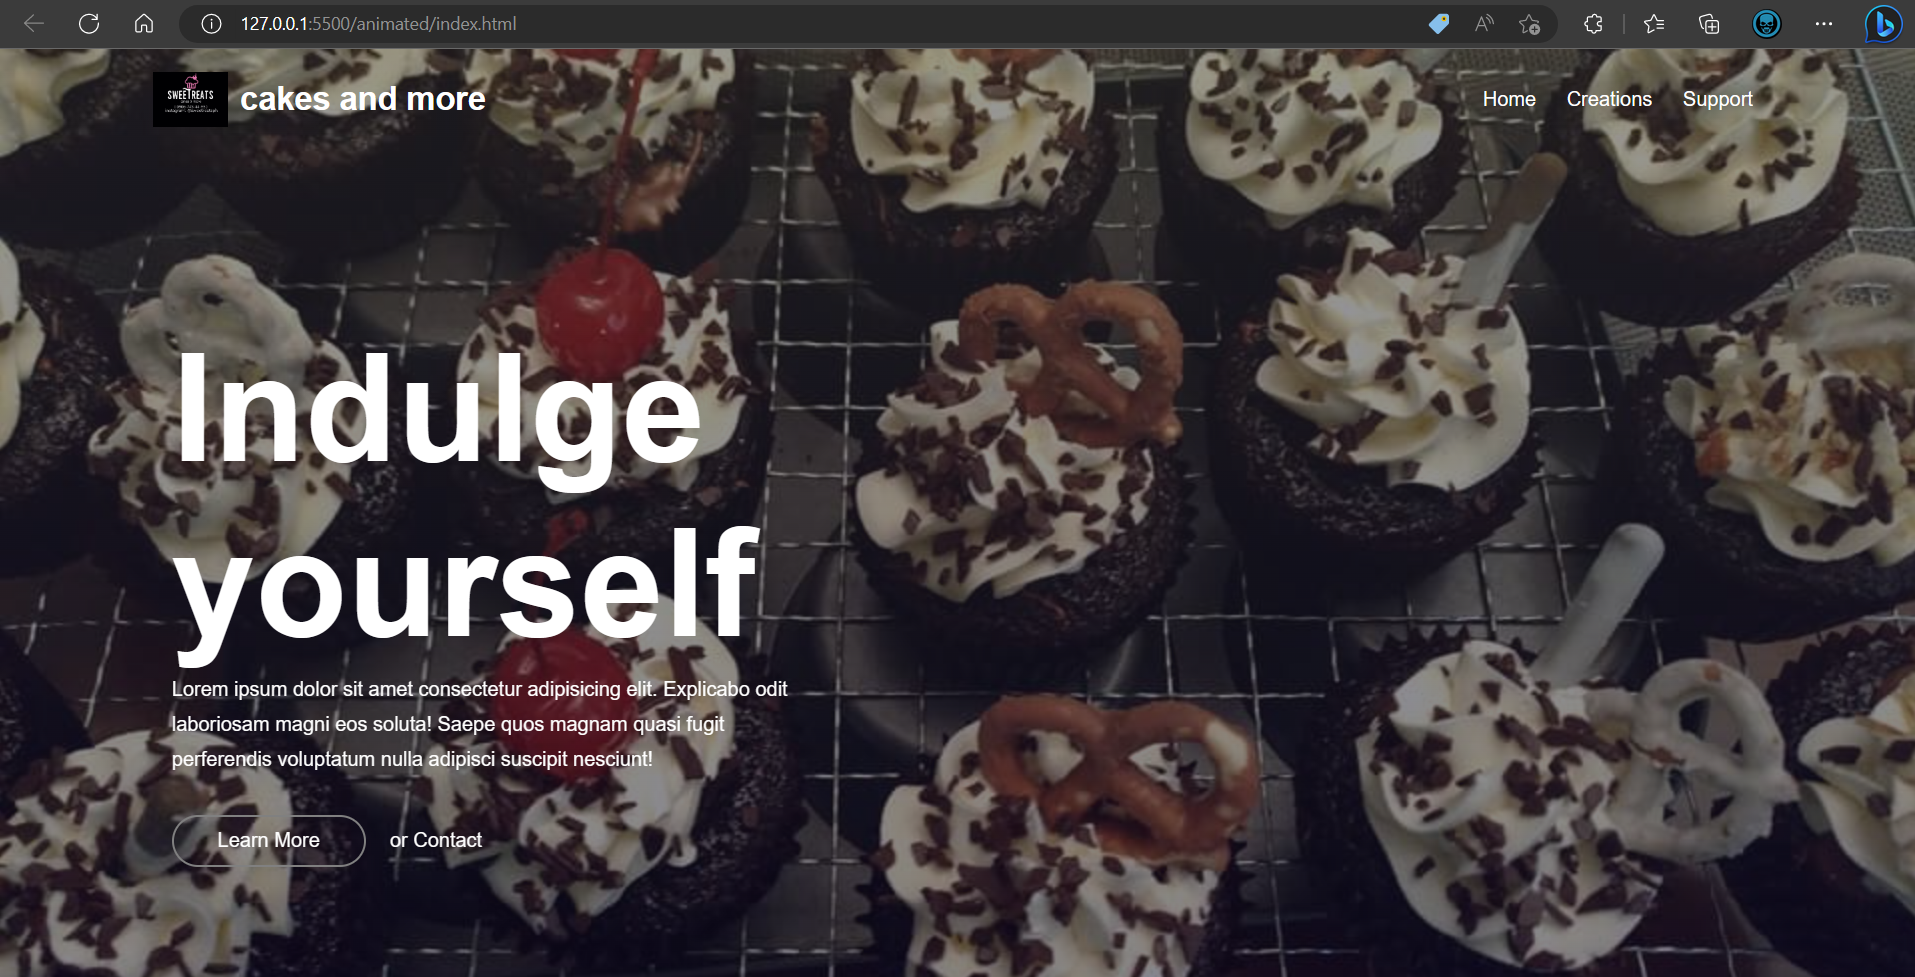 127.0.0.1:5500/animated/index.html
SWEETREATS
cakes and more
Home
Creations
Support
Indulge
yourself
Lorem ipsum dolor sit amet consectetur adipisicing elit. Explicabo odit
laboriosam magni eos soluta! Saepe quos magnam quasi fugit
perferendis voluptatum nulla adipisci suscipit nesciunt!
Learn More
or Contact